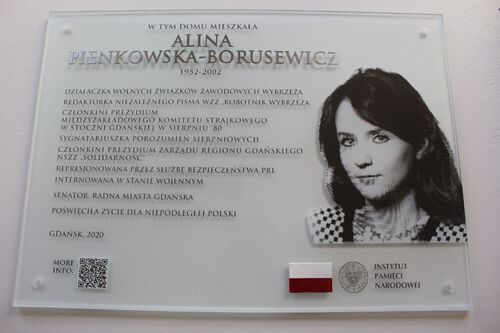 W TYM DOMU MIESZKAŁA
ALINA
PIENKOWSKA-BORUSEWICZ
1952-2002
DZIAŁACZKA WOLNYCH ZWIĄZKÓW ZAWODOWYCH WYBRZEŻA
REDAKTORKA NIEZALEŻNEGO PISMA WZZ „ROBOTNIK WYBRZEŻA”
CZŁONKINI PREZYDIUM
MIĘDZYZAKŁADOWEGO KOMITETU STRAJKOWEGO
W STOCZNI GDAŃSKIEJ W SIERPNIU '80
SYGNATARIUSZKA POROZUMIEŃ SIERPNIOWYCH
CZŁONKINI PREZYDIUM ZARZĄDU REGIONU GDAŃSKIEGO
NSZZ „SOLIDARNOŚĆ”
REPRESJONOWANA PRZEZ SŁUŻBĘ BEZPIECZEŃSTWA PRL
INTERNOWANA W STANIE WOJENNYM
SENATOR, RADNA MIASTA GDAŃSKA
POŚWIĘCIŁA ŻYCIE DLA NIEPODLEGŁEJ POLSKI
GDAŃSK, 2020
MORE
INFO:
INSTYTUT
PAMIĘCI
NARODOWEJ